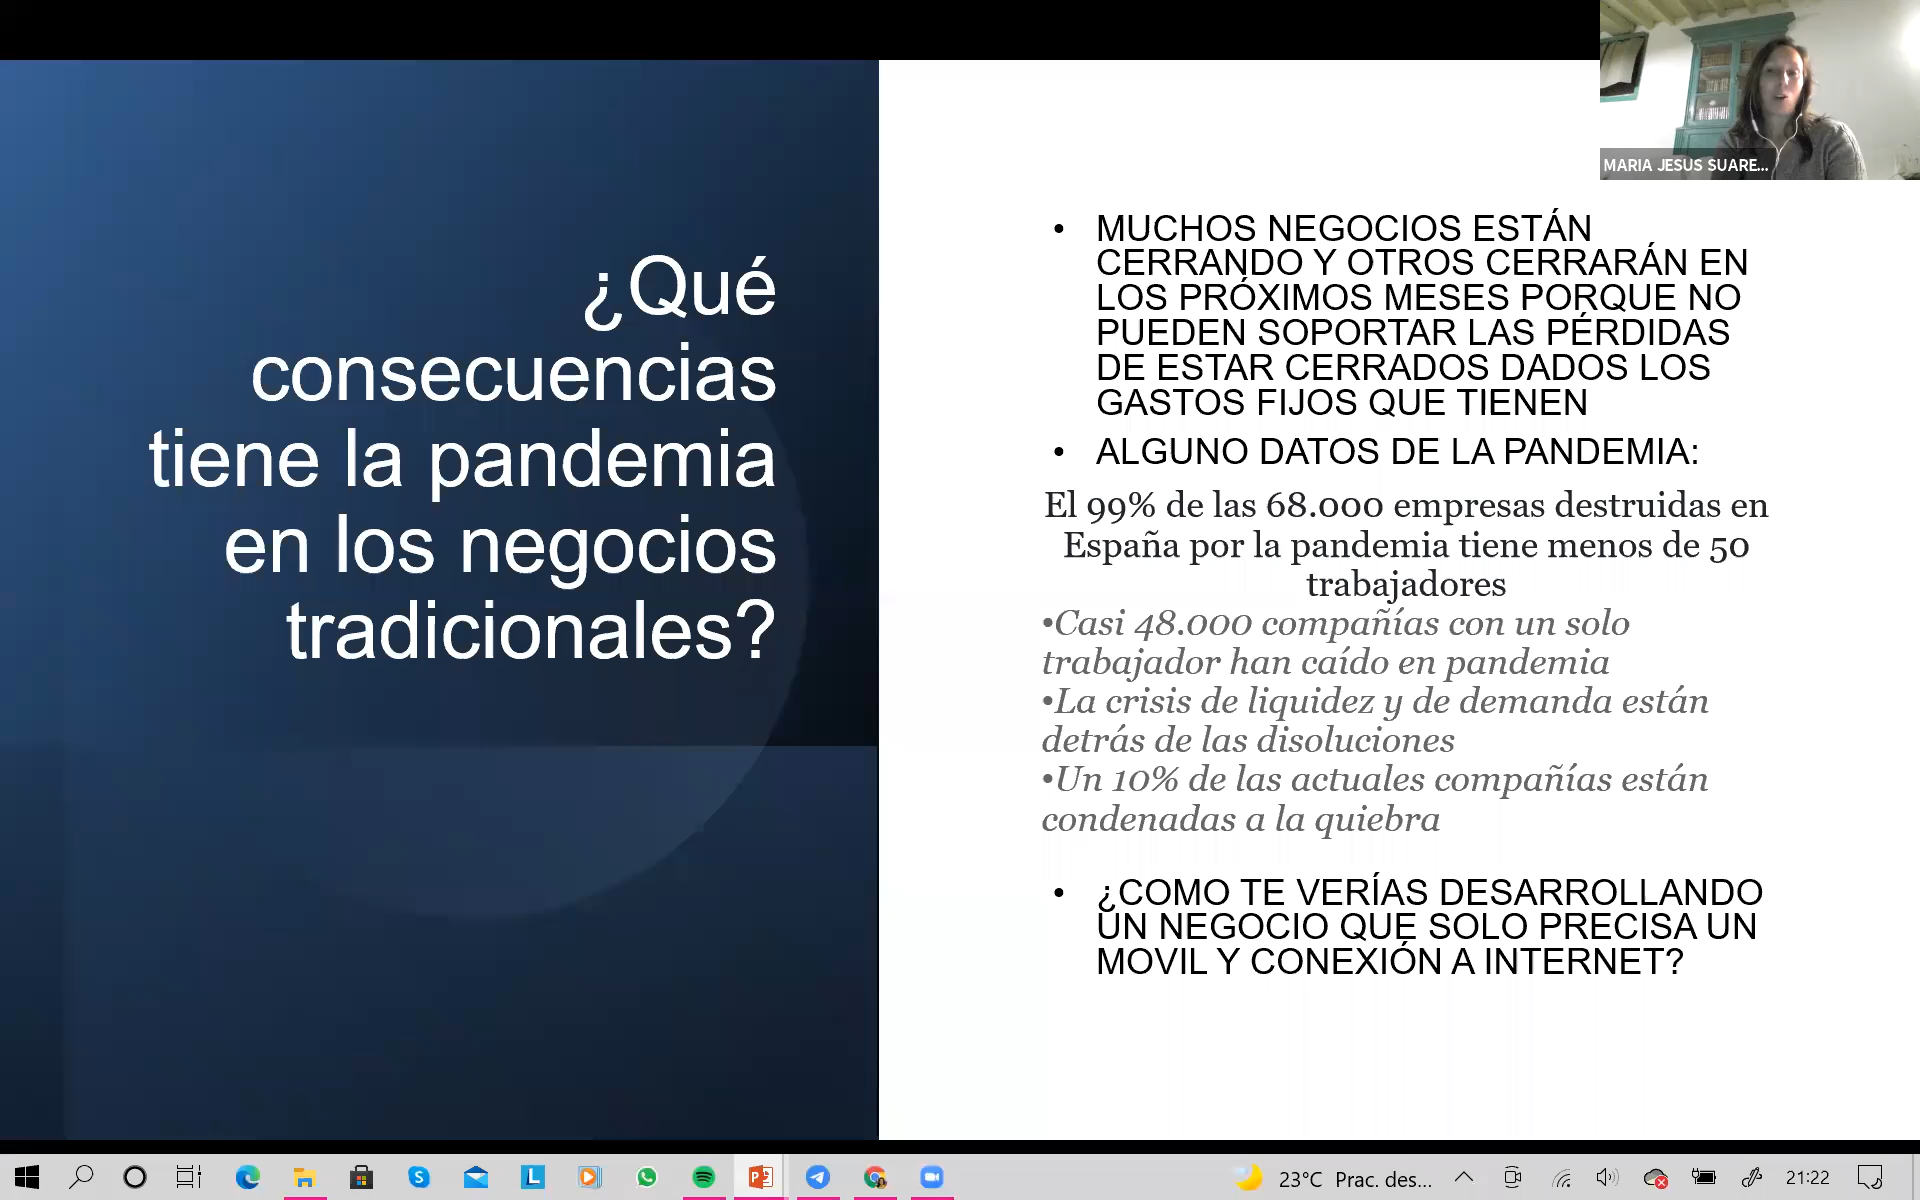 MARIA JESUS SUARE...
¿Qué
consecuencias
tiene la pandemia
en los negocios
tradicionales?
• MUCHOS NEGOCIOS ESTÁN
CERRANDO Y OTROS CERRARÁN EN
LOS PRÓXIMOS MESES PORQUE NO
PUEDEN SOPORTAR LAS PÉRDIDAS
DE ESTAR CERRADOS DADOS LOS
GASTOS FIJOS QUE TIENEN
• ALGUNO DATOS DE LA PANDEMIA:
El 99% de las 68.000 empresas destruidas en
España por la pandemia tiene menos de 50
trabajadores
•Casi 48.000 compañías con un solo
trabajador han caído en pandemia
•La crisis de liquidez y de demanda están
detrás de las disoluciones
•Un 10% de las actuales compañías están
condenadas a la quiebra
• ¿COMO TE VERÍAS DESARROLLANDO
UN NEGOCIO QUE SOLO PRECISA UN
MOVIL Y CONEXIÓN A INTERNET?
23°C Prac. des... 21:22